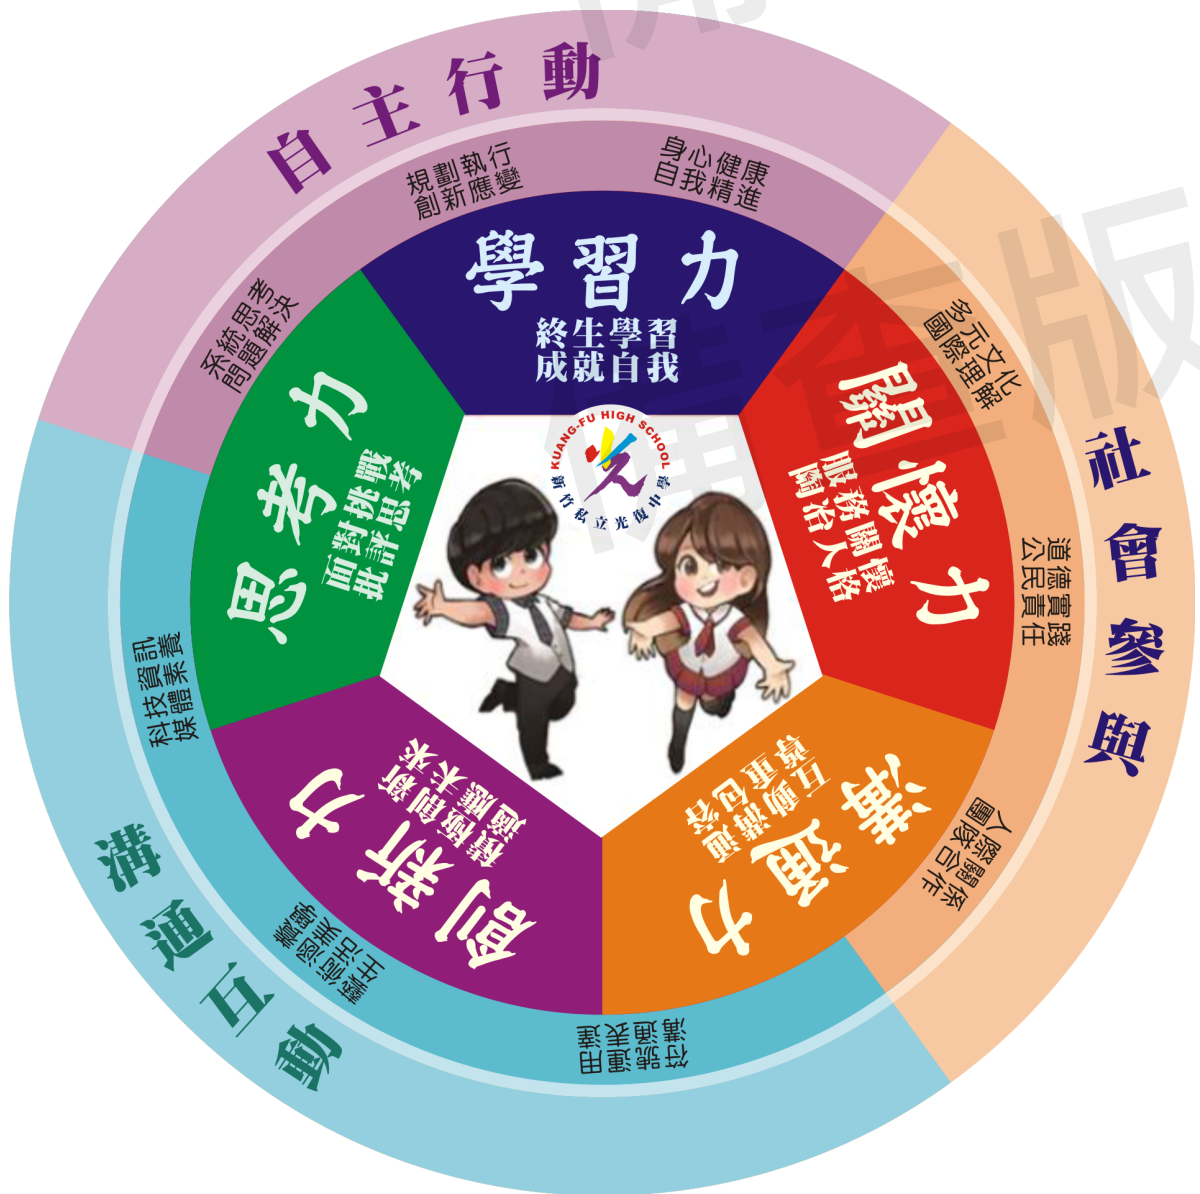 自主行動
規劃執行
創新應變
身心健康
自我精進
系統思考
問題解決
社會參與
多元文化
國際理解
道德實踐
公民責任
人際關係
團隊合作
溝通互動
符號運用
溝通表達
藝術涵養
生活美學
科技資訊
媒體素養
學習力
終生學習
成就自我
關懷力
服務關懷
陶冶人格
溝通力
互動溝通
尊重包容
創新力
積極創新
適應未來
思考力
面對挑戰
批評思考
KUANG-FU HIGH SCHOOL
新竹私立光復中學
審查版